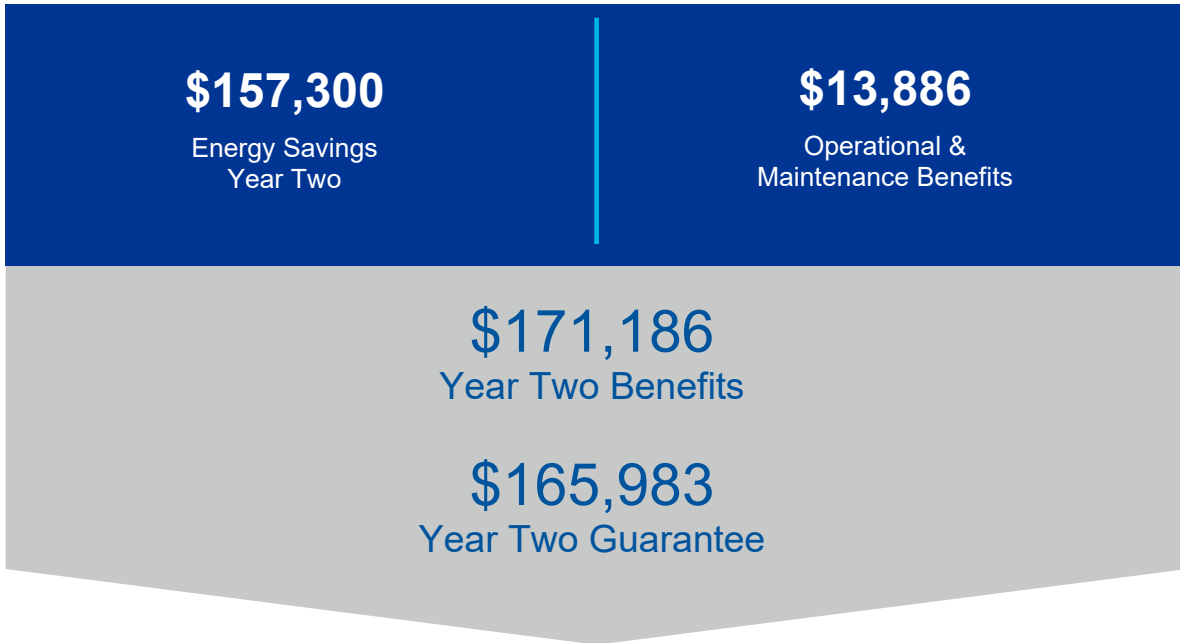 $157,300
Energy Savings
Year Two
$13,886
Operational &
Maintenance Benefits
$171,186
Year Two Benefits
$165,983
Year Two Guarantee